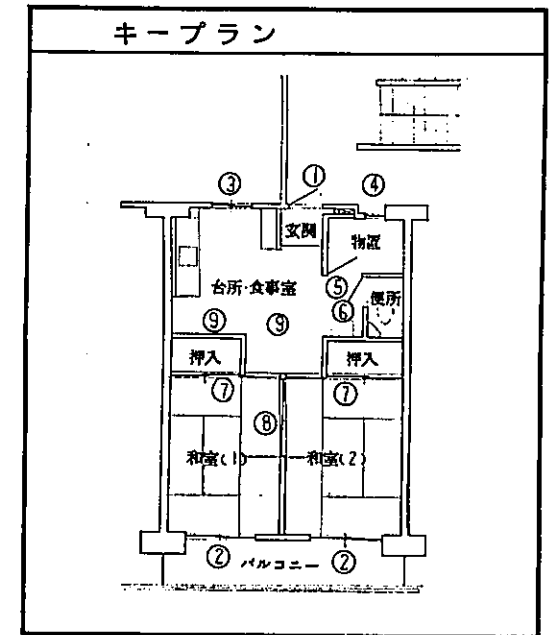 キープラン
③
①
④
玄関
物置
台所・食事室
⑤
⑥
便所
⑨
⑨
押入
押入
⑦
⑦
⑧
和室(1)
和室(2)
②
バルコニー
②